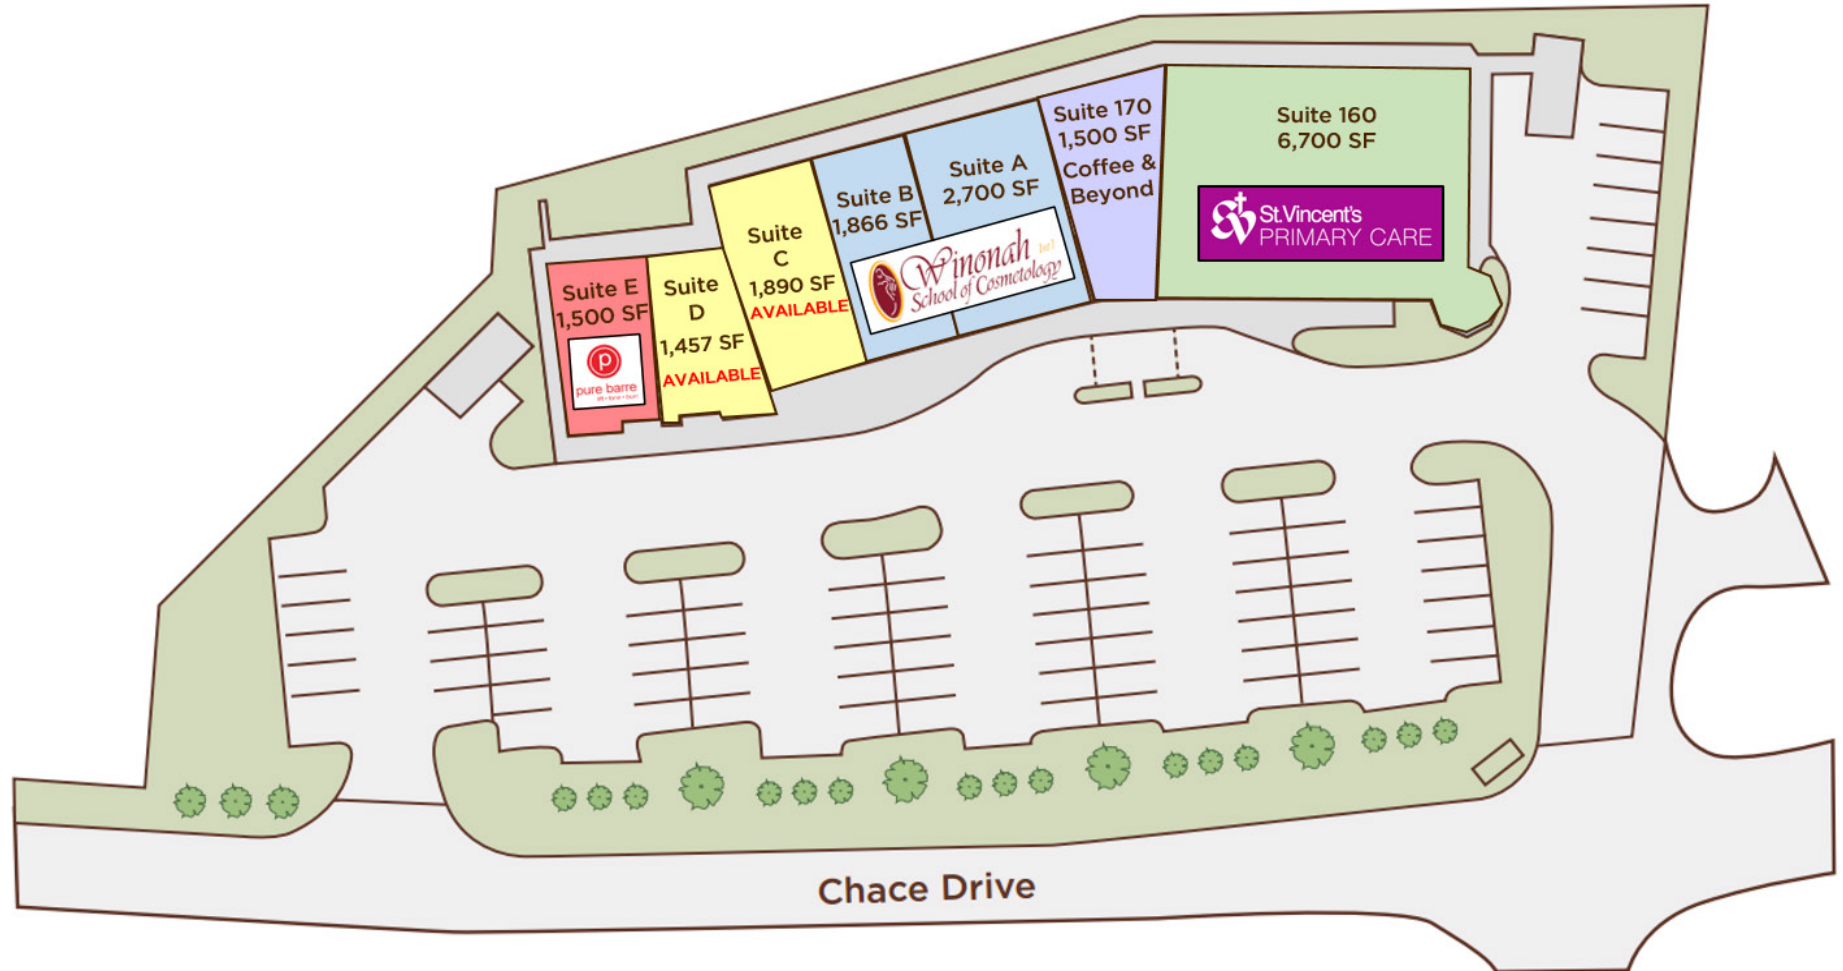 Suite E
1,500 SF
p
pure barre
Suite
D
1,457 SF
AVAILABLE
Suite
C
1,890 SF
AVAILABLE
Suite B
1,866 SF
Suite A
2,700 SF
Winonah
School of Cosmetology
Suite 170
1,500 SF
Coffee &
Beyond
Suite 160
6,700 SF
St.Vincent's
PRIMARY CARE
Chace Drive